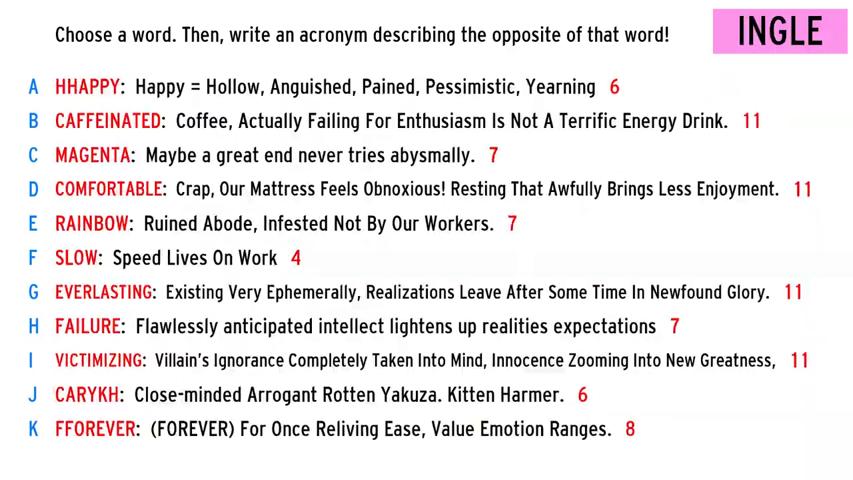 Choose a word. Then, write an acronym describing the opposite of that word!
INGLE
A HHAPPY: Happy = Hollow, Anguished, Pained, Pessimistic, Yearning 6
B CAFFEINATED: Coffee, Actually Failing For Enthusiasm Is Not A Terrific Energy Drink. 11
C MAGENTA: Maybe a great end never tries abysmally. 7
D COMFORTABLE: Crap, Our Mattress Feels Obnoxious! Resting That Awfully Brings Less Enjoyment. 11
E RAINBOW: Ruined Abode, Infested Not By Our Workers. 7
F SLOW: Speed Lives On Work 4
G EVERLASTING: Existing Very Ephemerally, Realizations Leave After Some Time In Newfound Glory. 11
H FAILURE: Flawlessly anticipated intellect lightens up realities expectations 7
I VICTIMIZING: Villain's Ignorance Completely Taken Into Mind, Innocence Zooming Into New Greatness, 11
J CARYKH: Close-minded Arrogant Rotten Yakuza. Kitten Harmer. 6
K FFOREVER: (FOREVER) For Once Reliving Ease, Value Emotion Ranges. 8